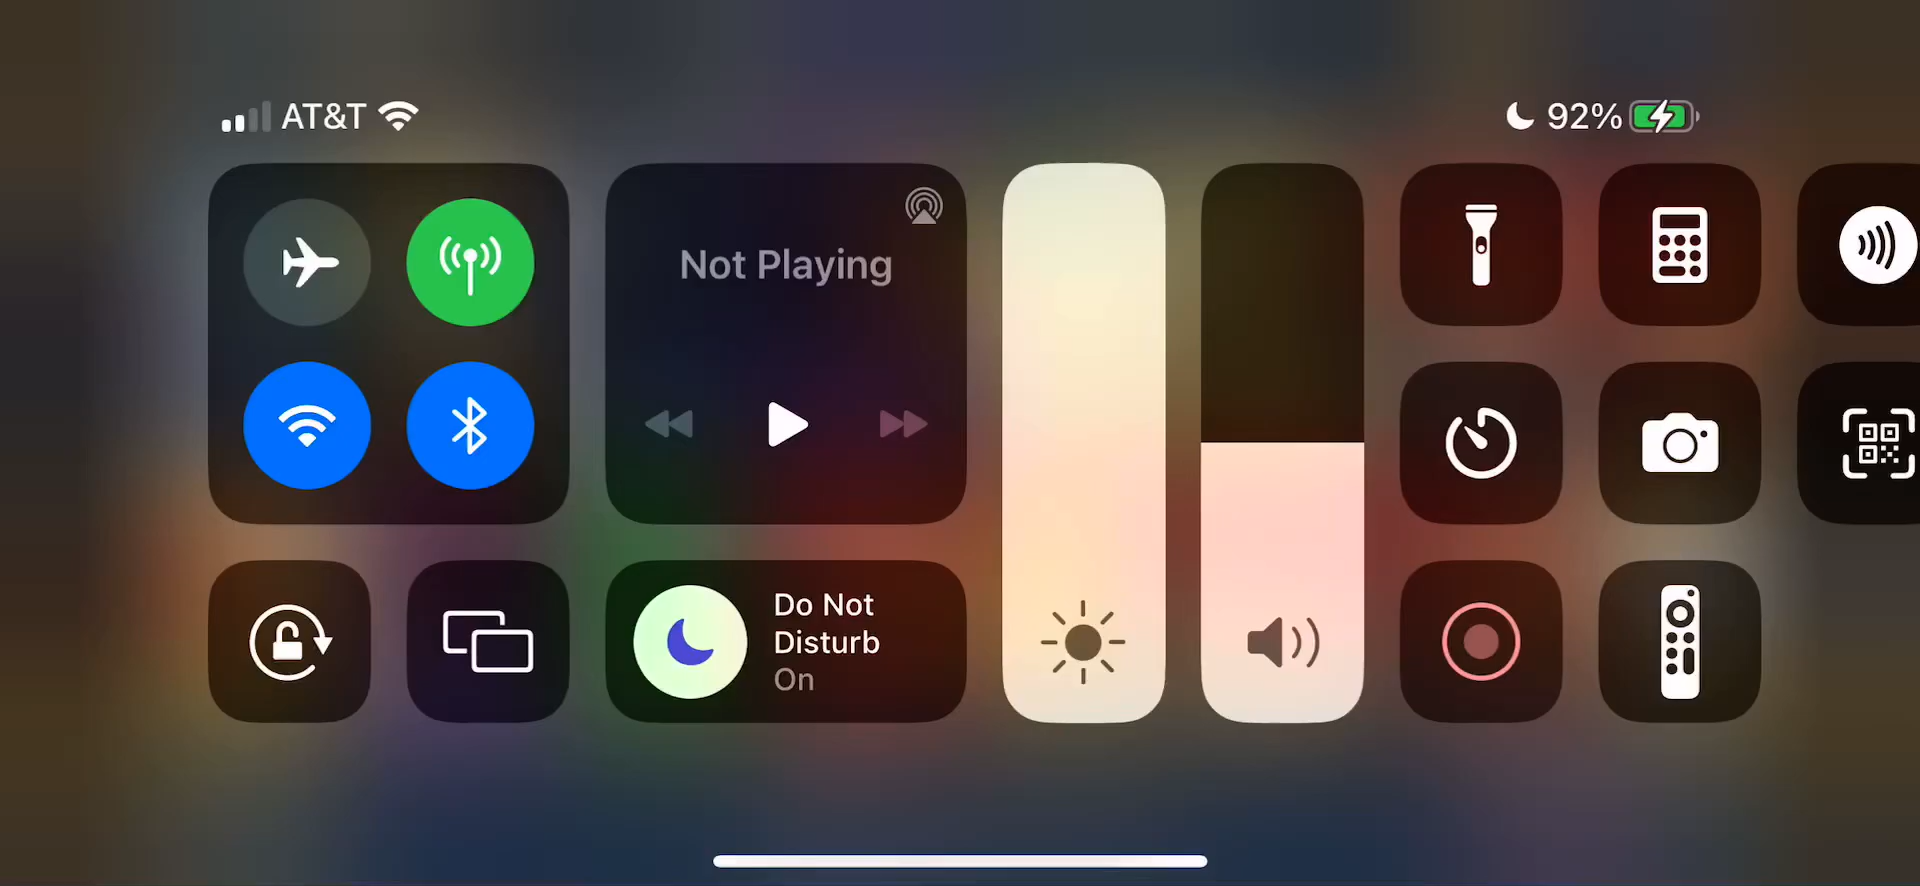 AT&T
92%
Not Playing
Do Not
Disturb
On